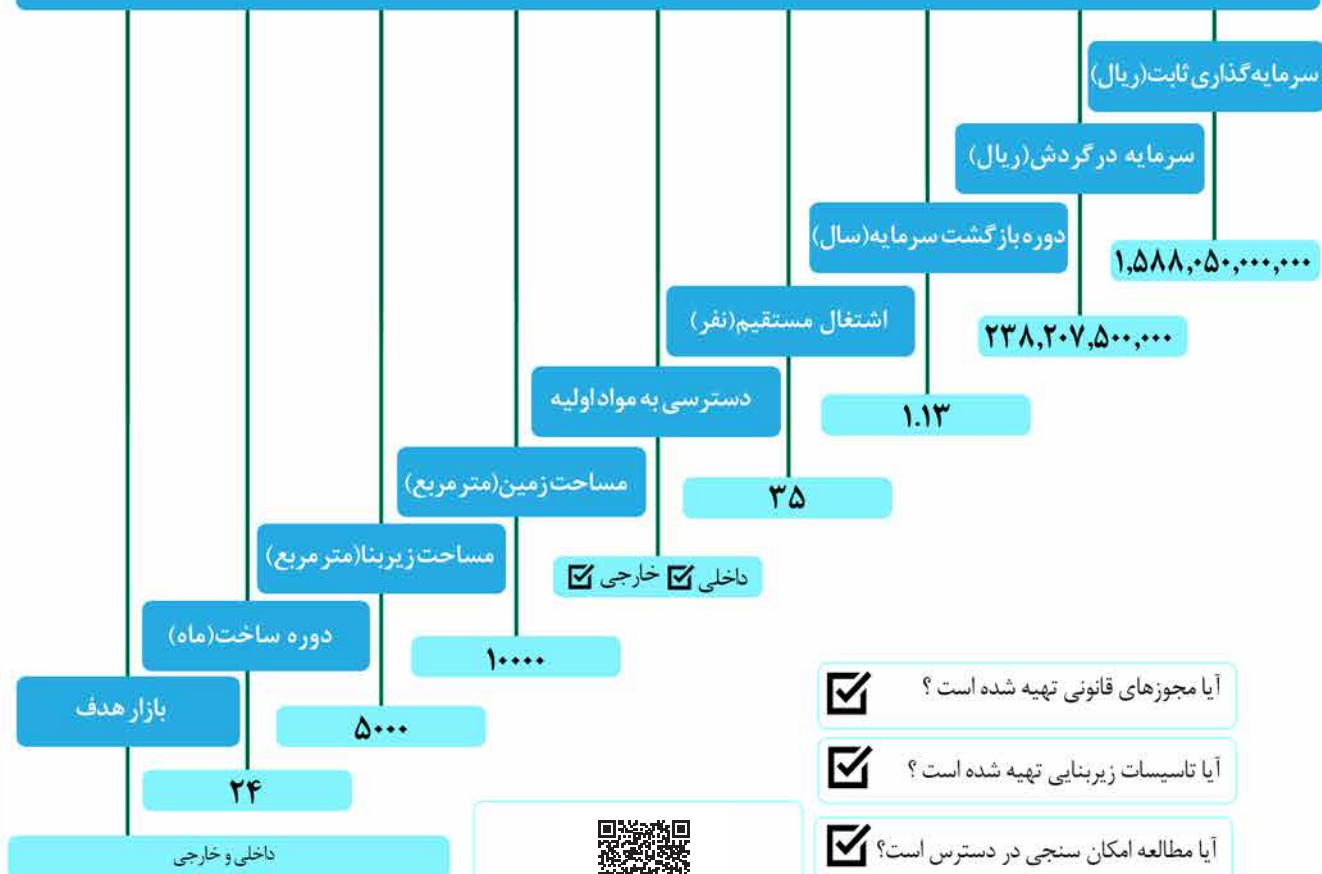 سرمایه‌گذاری ثابت(ریال)
۱,۵۸۸,۰۵۰,۰۰۰,۰۰۰
سرمایه در گردش(ریال)
۲۳۸,۲۰۷,۵۰۰,۰۰۰
دوره بازگشت سرمایه(سال)
۱.۱۳
اشتغال مستقیم(نفر)
۳۵
دسترسی به مواد اولیه
داخلی ☑ خارجی ☑
مساحت زمین(متر مربع)
۱۰۰۰۰
مساحت زیربنا(متر مربع)
۵۰۰۰
دوره ساخت(ماه)
۲۴
بازار هدف
داخلی و خارجی
آیا مجوزهای قانونی تهیه شده است ؟ ☑
آیا تاسیسات زیربنایی تهیه شده است ؟ ☑
آیا مطالعه امکان سنجی در دسترس است؟ ☑